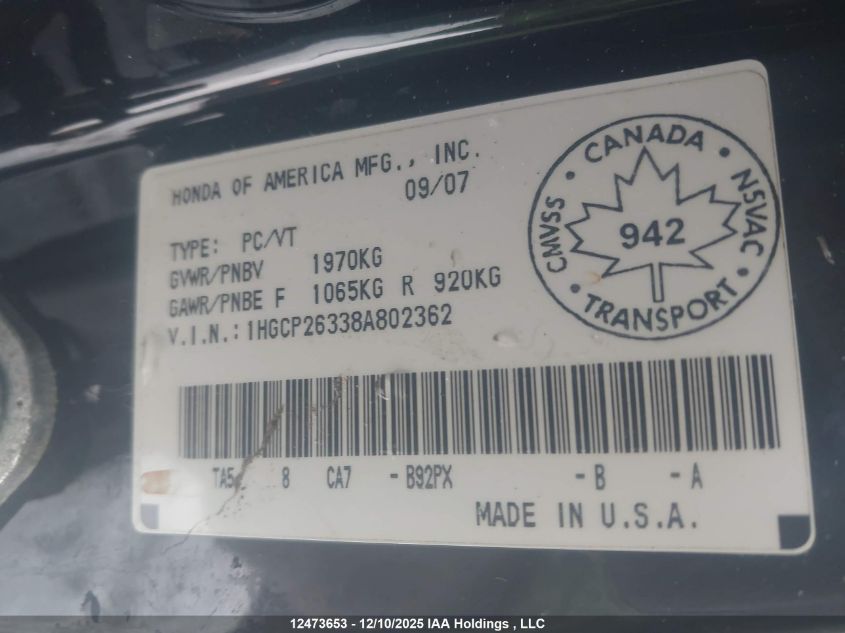 HONDA OF AMERICA MFG., INC.
09/07
TYPE: PC/VT
GVWR/PNBV 1970KG
GAWR/PNBE F 1065KG R 920KG
V.I.N.: 1HGCP26338A802362
CMVSS • CANADA • NSVAC • TRANSPORT •
942
TA5 8 CA7 - B92PX - B - A
MADE IN U.S.A.
12473653 - 12/10/2025 IAA Holdings , LLC